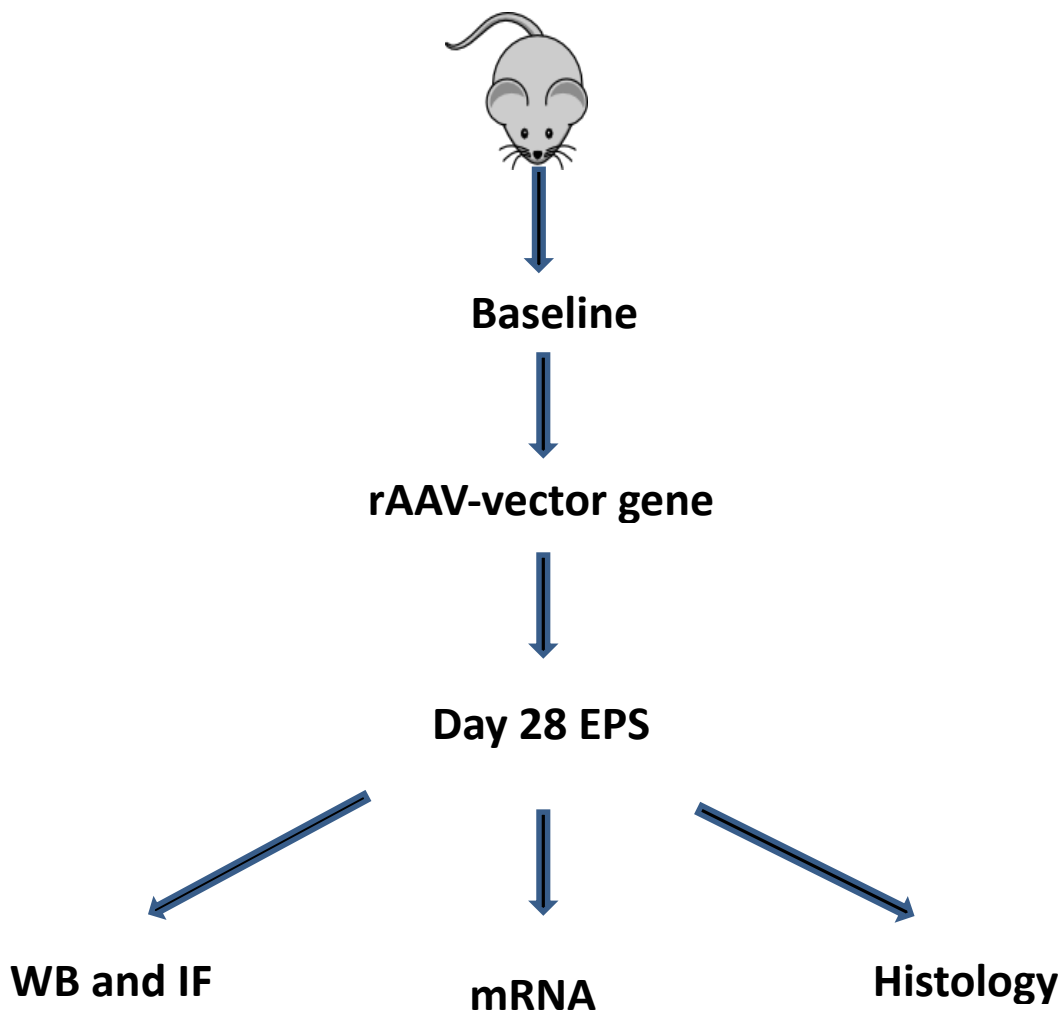 Baseline
rAAV-vector gene
Day 28 EPS
WB and IF
mRNA
Histology